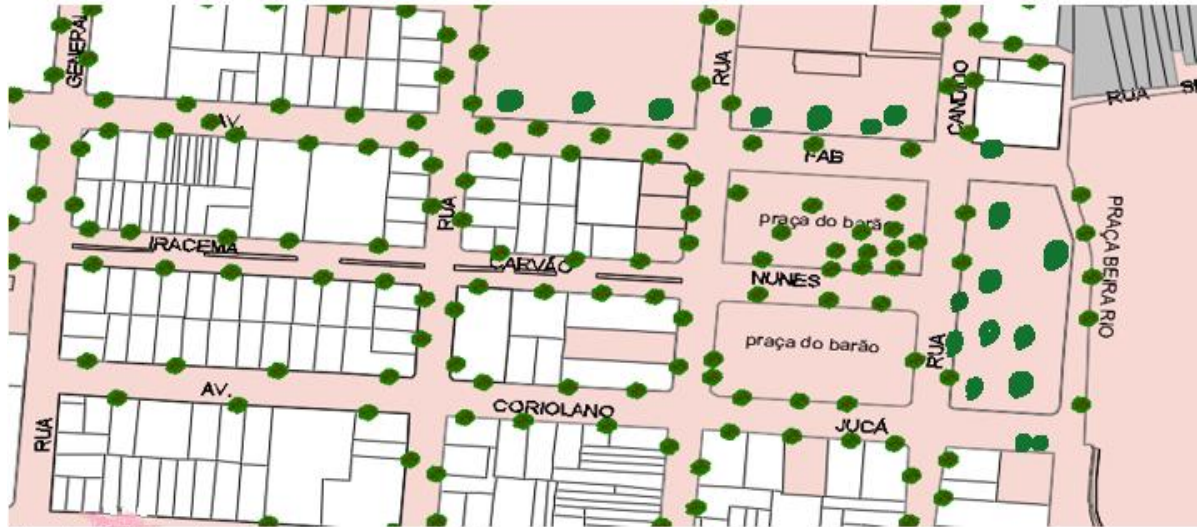 GENERAL
RUA
CANDIDO
RUA
AV.
FAB
RUA
praça do barão
PRAÇA BEIRA RIO
IRACEMA
CARVÃO
NUNES
praça do barão
RUA
AV.
CORIOLANO
JUCÁ
RUA